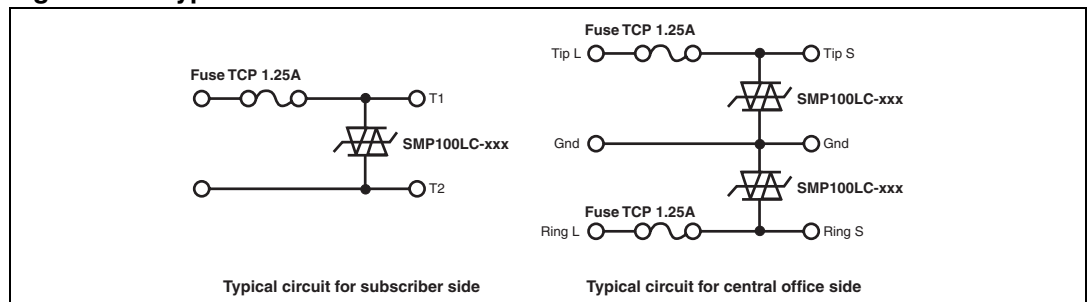 Fuse TCP 1.25A
T1
SMP100LC-xxx
T2
Typical circuit for subscriber side
Fuse TCP 1.25A
Tip L
Tip S
SMP100LC-xxx
Gnd
Gnd
SMP100LC-xxx
Fuse TCP 1.25A
Ring L
Ring S
Typical circuit for central office side